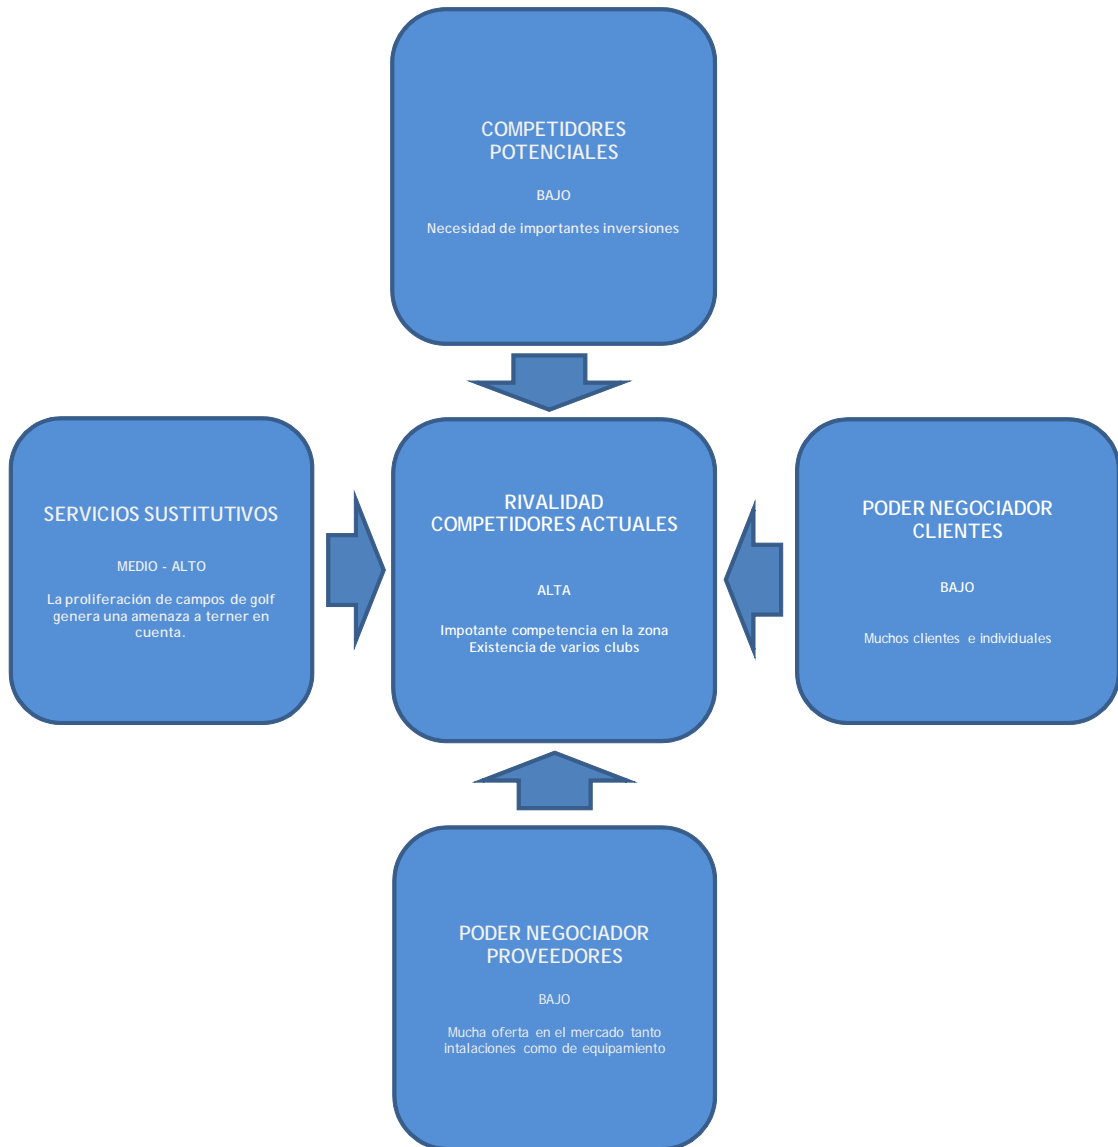 COMPETIDORES
POTENCIALES
BAJO
Necesidad de importantes inversiones
SERVICIOS SUSTITUTIVOS
MEDIO - ALTO
La proliferación de campos de golf
genera una amenaza a terner en
cuenta.
RIVALIDAD
COMPETIDORES ACTUALES
ALTA
Impotante competencia en la zona
Existencia de varios clubs
PODER NEGOCIADOR
CLIENTES
BAJO
Muchos clientes e individuales
PODER NEGOCIADOR
PROVEEDORES
BAJO
Mucha oferta en el mercado tanto
intalaciones como de equipamiento